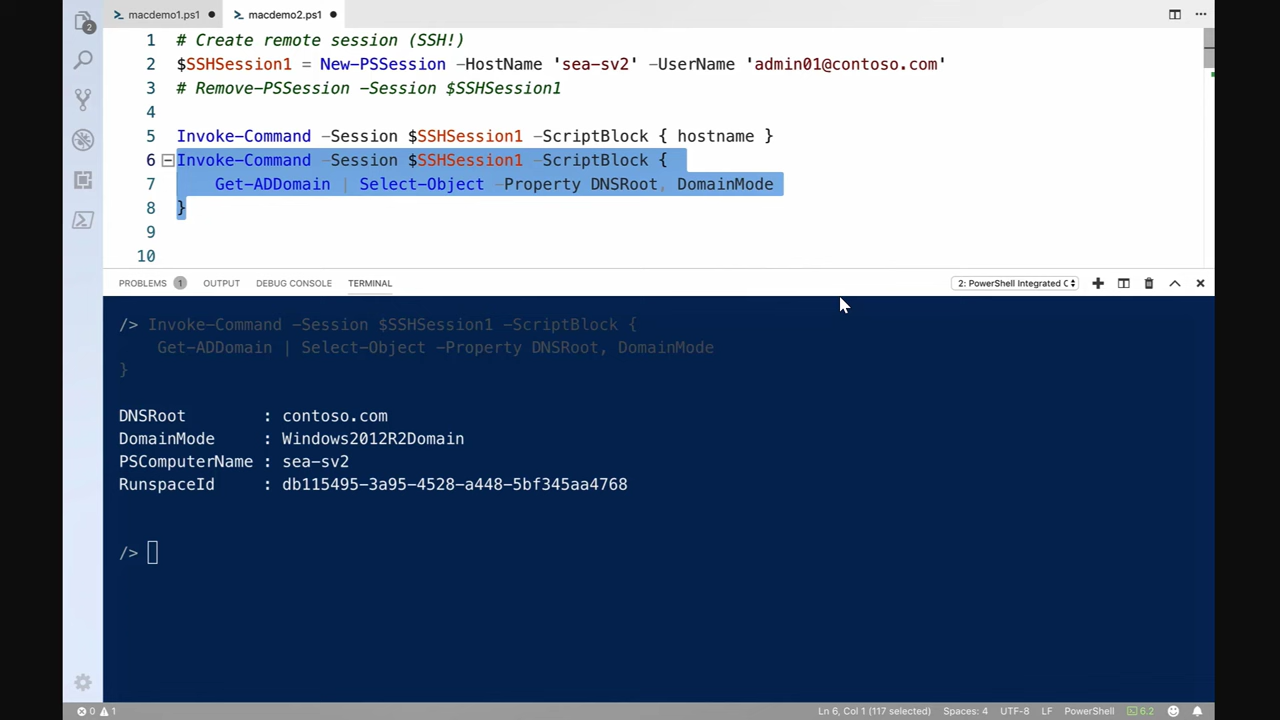 macdemo1.ps1
macdemo2.ps1
2
1 # Create remote session (SSH!)
2 $SSHSession1 = New-PSSession -HostName 'sea-sv2' -UserName 'admin01@contoso.com'
3 # Remove-PSSession -Session $SSHSession1
4
5 Invoke-Command -Session $SSHSession1 -ScriptBlock { hostname }
6 Invoke-Command -Session $SSHSession1 -ScriptBlock {
7 Get-ADDomain | Select-Object -Property DNSRoot, DomainMode
8 }
9
10
PROBLEMS 1 OUTPUT DEBUG CONSOLE TERMINAL 2: PowerShell Integrated C
/> Invoke-Command -Session $SSHSession1 -ScriptBlock {
Get-ADDomain | Select-Object -Property DNSRoot, DomainMode
}
DNSRoot : contoso.com
DomainMode : Windows2012R2Domain
PSComputerName : sea-sv2
RunspaceId : db115495-3a95-4528-a448-5bf345aa4768
/>
0 1 Ln 6, Col 1 (117 selected) Spaces: 4 UTF-8 LF PowerShell 6.2